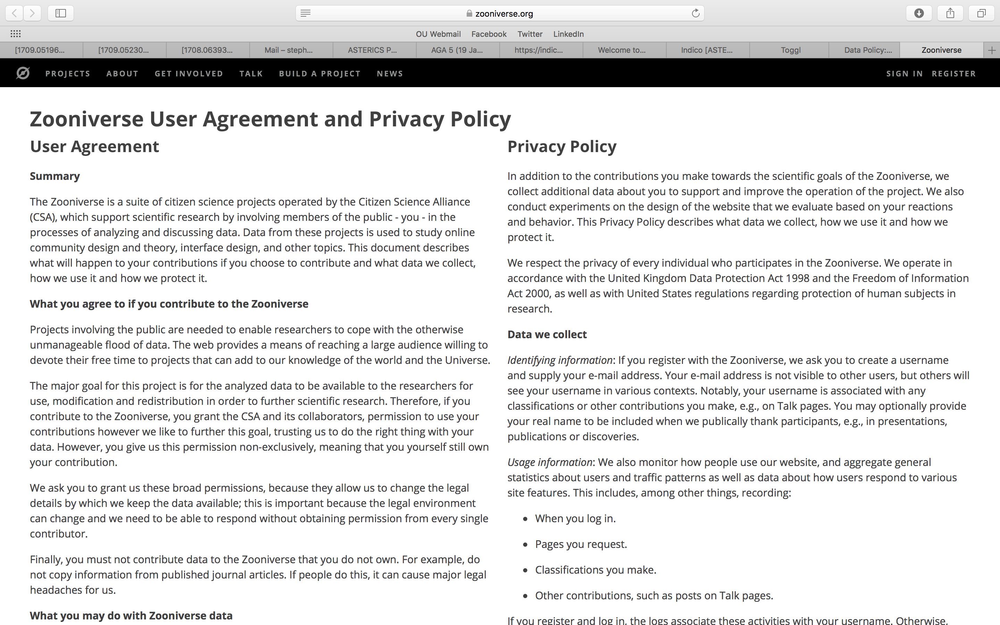 zooniverse.org
OU Webmail Facebook Twitter LinkedIn
[1709.05196... [1709.05230... [1708.06393... Mail – steph... ASTERICS P... AGA 5 (19 Ja... https://indic... Welcome to... Indico [ASTE... Toggl Data Policy:... Zooniverse
PROJECTS ABOUT GET INVOLVED TALK BUILD A PROJECT NEWS SIGN IN REGISTER
Zooniverse User Agreement and Privacy Policy
User Agreement
Summary
The Zooniverse is a suite of citizen science projects operated by the Citizen Science Alliance
(CSA), which support scientific research by involving members of the public - you - in the
processes of analyzing and discussing data. Data from these projects is used to study online
community design and theory, interface design, and other topics. This document describes
what will happen to your contributions if you choose to contribute and what data we collect,
how we use it and how we protect it.
What you agree to if you contribute to the Zooniverse
Projects involving the public are needed to enable researchers to cope with the otherwise
unmanageable flood of data. The web provides a means of reaching a large audience willing to
devote their free time to projects that can add to our knowledge of the world and the Universe.
The major goal for this project is for the analyzed data to be available to the researchers for
use, modification and redistribution in order to further scientific research. Therefore, if you
contribute to the Zooniverse, you grant the CSA and its collaborators, permission to use your
contributions however we like to further this goal, trusting us to do the right thing with your
data. However, you give us this permission non-exclusively, meaning that you yourself still own
your contribution.
We ask you to grant us these broad permissions, because they allow us to change the legal
details by which we keep the data available; this is important because the legal environment
can change and we need to be able to respond without obtaining permission from every single
contributor.
Finally, you must not contribute data to the Zooniverse that you do not own. For example, do
not copy information from published journal articles. If people do this, it can cause major legal
headaches for us.
What you may do with Zooniverse data
Privacy Policy
In addition to the contributions you make towards the scientific goals of the Zooniverse, we
collect additional data about you to support and improve the operation of the project. We also
conduct experiments on the design of the website that we evaluate based on your reactions
and behavior. This Privacy Policy describes what data we collect, how we use it and how we
protect it.
We respect the privacy of every individual who participates in the Zooniverse. We operate in
accordance with the United Kingdom Data Protection Act 1998 and the Freedom of Information
Act 2000, as well as with United States regulations regarding protection of human subjects in
research.
Data we collect
Identifying information: If you register with the Zooniverse, we ask you to create a username
and supply your e-mail address. Your e-mail address is not visible to other users, but others will
see your username in various contexts. Notably, your username is associated with any
classifications or other contributions you make, e.g., on Talk pages. You may optionally provide
your real name to be included when we publically thank participants, e.g., in presentations,
publications or discoveries.
Usage information: We also monitor how people use our website, and aggregate general
statistics about users and traffic patterns as well as data about how users respond to various
site features. This includes, among other things, recording:
• When you log in.
• Pages you request.
• Classifications you make.
• Other contributions, such as posts on Talk pages.
If you register and log in, the logs associate these activities with your username. Otherwise,